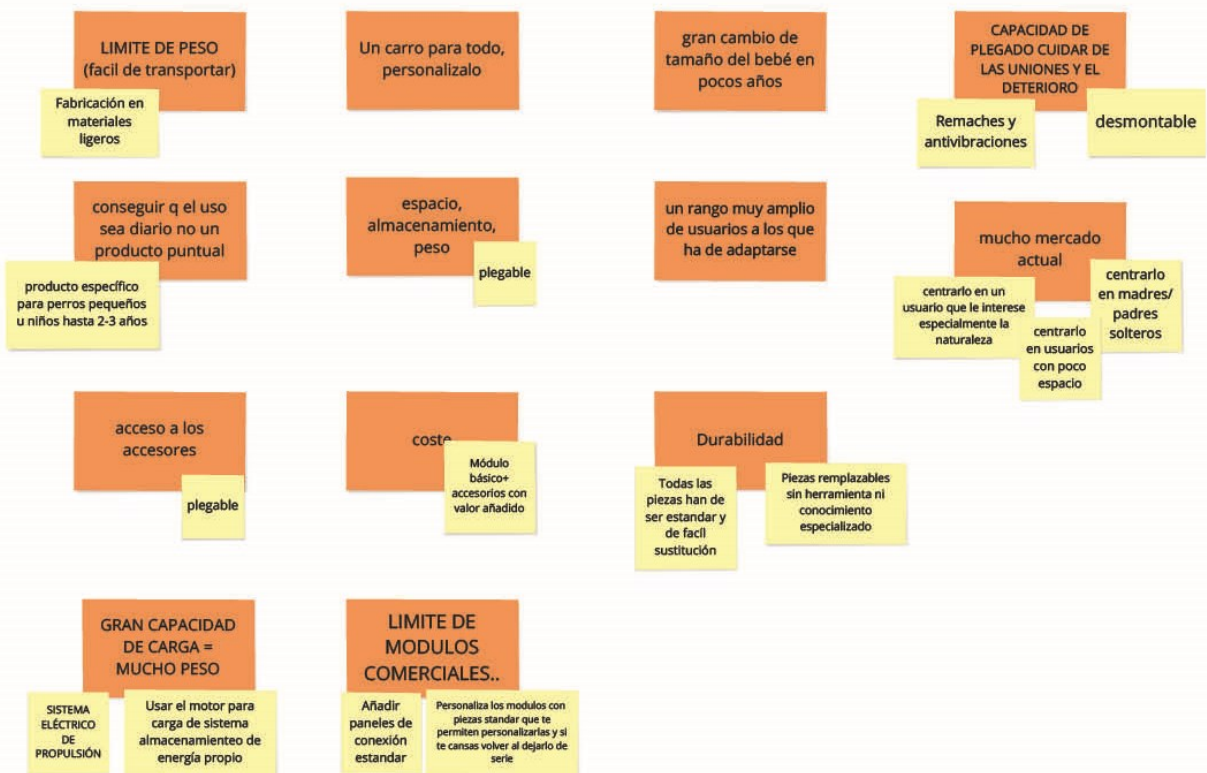 LIMITE DE PESO
(facil de transportar)
Fabricación en
materiales
ligeros
Un carro para todo,
personalizalo
gran cambio de
tamaño del bebé en
pocos años
CAPACIDAD DE
PLEGADO CUIDAR DE
LAS UNIONES Y EL
DETERIORO
Remaches y
antivibraciones
desmontable
conseguir q el uso
sea diario no un
producto puntual
producto específico
para perros pequeños
u niños hasta 2-3 años
espacio,
almacenamiento,
peso
plegable
un rango muy amplio
de usuarios a los que
ha de adaptarse
mucho mercado
actual
centrarlo en un
usuario que le interese
especialmente la
naturaleza
centrarlo
en usuarios
con poco
espacio
centrarlo
en madres/
padres
solteros
acceso a los
accesores
plegable
coste
Módulo
básico+
accesorios con
valor añadido
Durabilidad
Todas las
piezas han de
ser estandar y
de facíl
sustitución
Piezas remplazables
sin herramienta ni
conocimiento
especializado
GRAN CAPACIDAD
DE CARGA =
MUCHO PESO
SISTEMA
ELÉCTRICO
DE
PROPULSIÓN
Usar el motor para
carga de sistema
almacenamienteo de
energía propio
LIMITE DE
MODULOS
COMERCIALES..
Añadir
paneles de
conexión
estandar
Personaliza los modulos con
piezas standar que te
permiten personalizarlas y si
te cansas volver al dejarlo de
serie